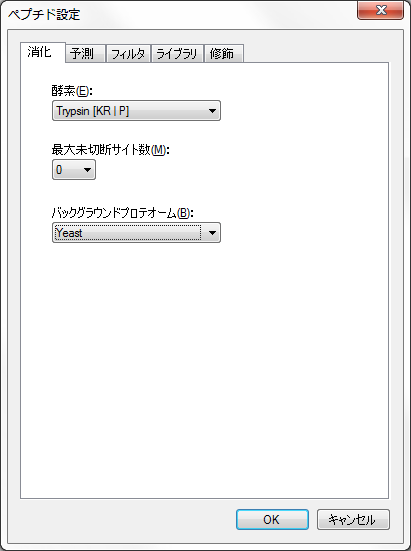 ペプチド設定
消化 予測 フィルタ ライブラリ 修飾
酵素(E):
Trypsin [KR | P]
最大未切断サイト数(M):
0
バックグラウンドプロテオーム(B):
Yeast
OK キャンセル